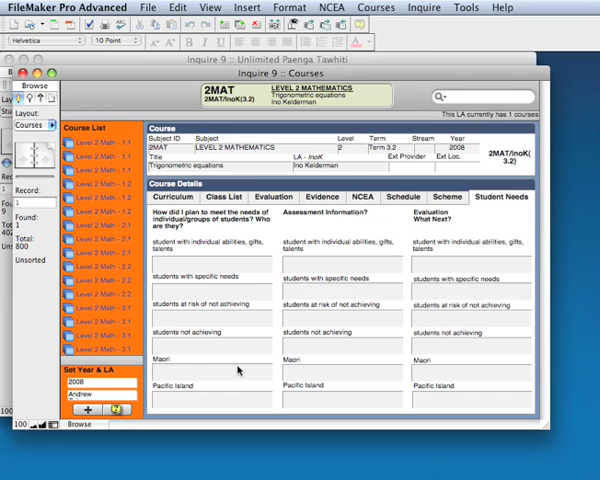 FileMaker Pro Advanced File Edit View Insert Format NCEA Courses Inquire Tools Help
Helvetica 10 Point
Inquire 9 :: Unlimited Paenga Tawhiti
Inquire 9 :: Courses
Browse
Layout:
Courses
Record:
1
Found:
1
Total:
800
Unsorted
2MAT
2MAT/InoK(3.2)
LEVEL 2 MATHEMATICS
Trigonometric equations
Ino Kelderman
This LA currently has 1 courses
Course List
Level 2 Math - 1.1
Level 2 Math - 1.1
Level 2 Math - 1.1
Level 2 Math - 1.2
Level 2 Math - 1.2
Level 2 Math - 1.2
Level 2 Math - 2.1
Level 2 Math - 2.1
Level 2 Math - 2.1
Level 2 Math - 2.2
Level 2 Math - 2.2
Level 2 Math - 2.2
Level 2 Math - 3.1
Level 2 Math - 3.1
Level 2 Math - 3.1
Level 2 Math - 3.1
Set Year & LA
2008
Andrew
Course
Subject ID Subject Level Term Stream Year
2MAT LEVEL 2 MATHEMATICS 2 Term 3.2 2008
Title LA - InoK Ext Provider Ext Loc.
Trigonometric equations Ino Kelderman
2MAT/InoK(
3.2)
Course Details
Curriculum Class List Evaluation Evidence NCEA Schedule Scheme Student Needs
How did I plan to meet the needs of
individual/groups of students? Who
are they?
Assessment Information?
Evaluation
What Next?
student with individual abilities, gifts,
talents
student with individual abilities, gifts,
talents
student with individual abilities, gifts,
talents
students with specific needs students with specific needs students with specific needs
students at risk of not achieving students at risk of not achieving students at risk of not achieving
students not achieving students not achieving students not achieving
Maori Maori Maori
Pacific Island Pacific Island Pacific Island
100 Browse